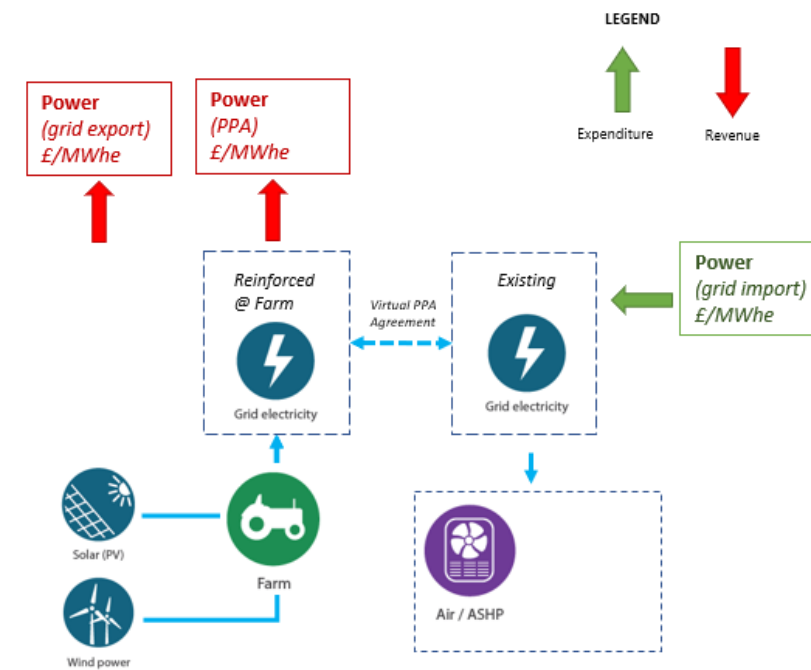 LEGEND
Expenditure
Revenue
Power
(grid export)
£/MWhe
Power
(PPA)
£/MWhe
Power
(grid import)
£/MWhe
Reinforced
@ Farm
Grid electricity
Virtual PPA
Agreement
Existing
Grid electricity
Solar (PV)
Farm
Wind power
Air / ASHP